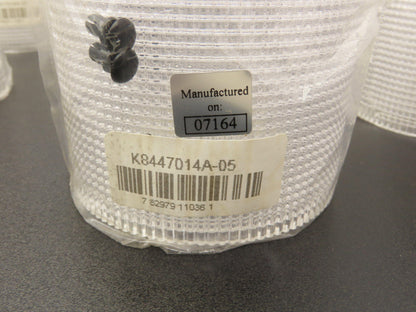 Manufactured
on:
07164
K8447014A-05
7 82979 11036 1